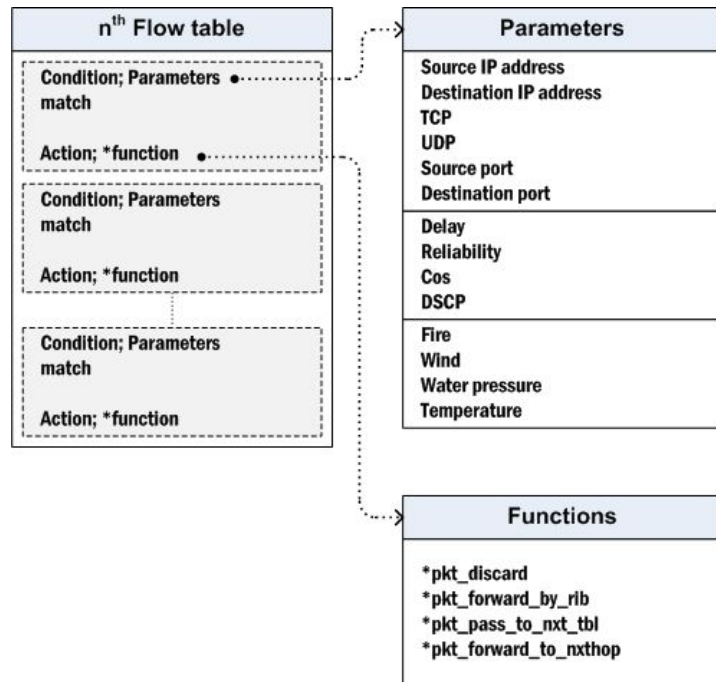 nth Flow table
Condition; Parameters
match
Action; *function
Condition; Parameters
match
Action; *function
Condition; Parameters
match
Action; *function
Parameters
Source IP address
Destination IP address
TCP
UDP
Source port
Destination port
Delay
Reliability
Cos
DSCP
Fire
Wind
Water pressure
Temperature
Functions
*pkt_discard
*pkt_forward_by_rib
*pkt_pass_to_nxt_tbl
*pkt_forward_to_nxthop